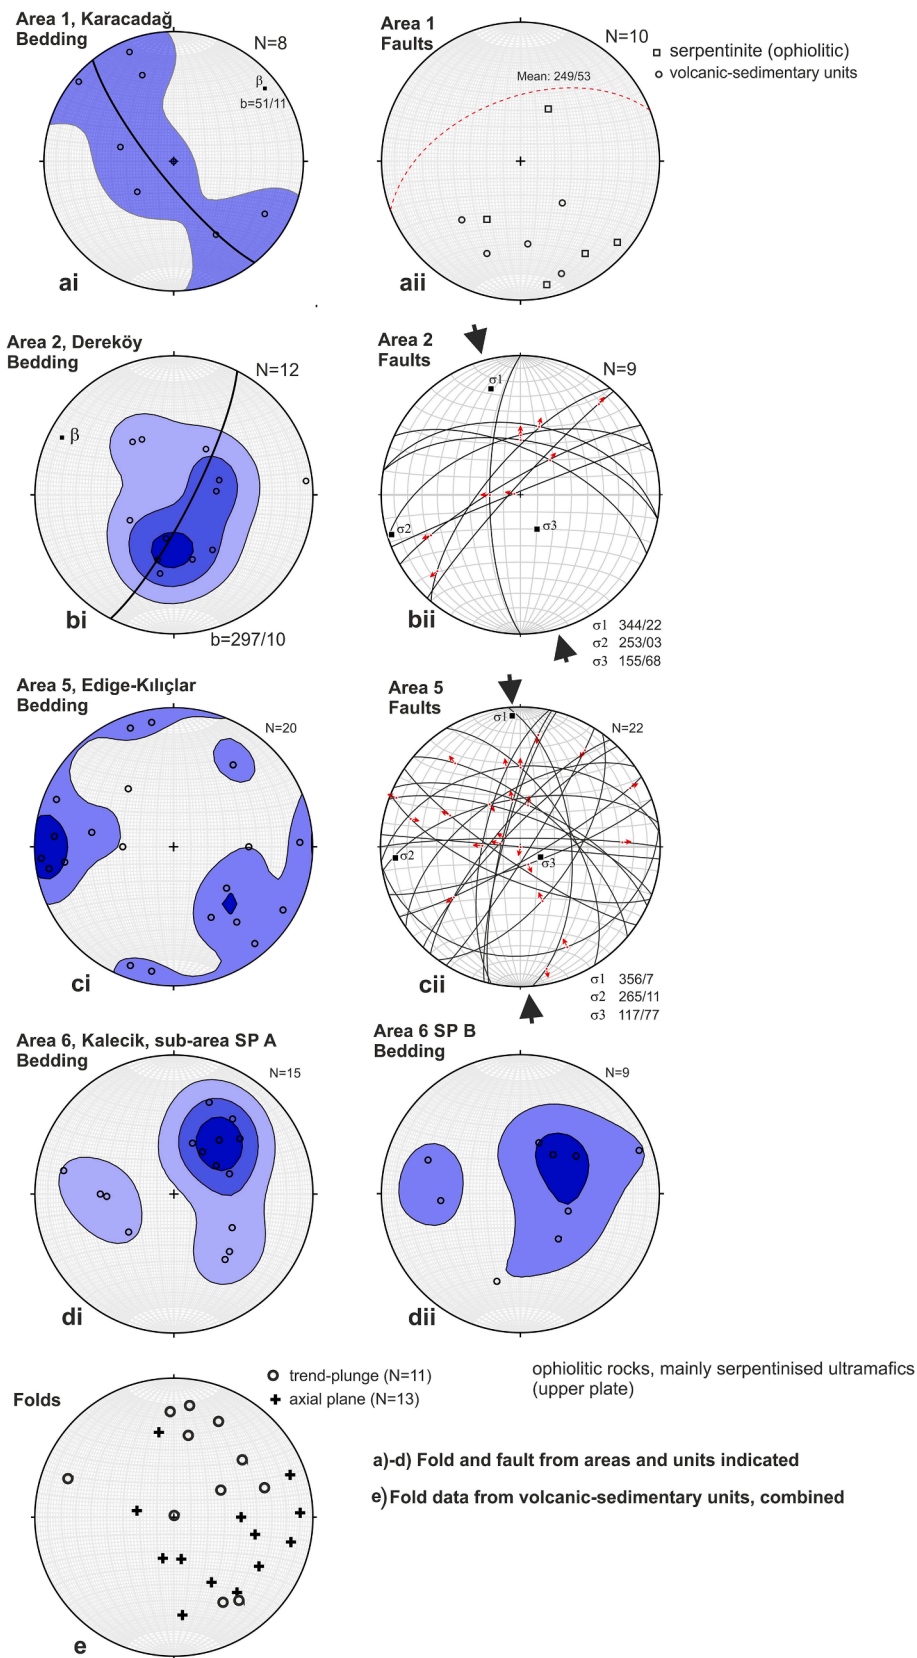 Area 1, Karacadağ
Bedding
N=8
β
b=51/11
ai
Area 1
Faults
N=10
serpentinite (ophiolitic)
volcanic-sedimentary units
Mean: 249/53
aii
Area 2, Dereköy
Bedding
N=12
β
bi
b=297/10
Area 2
Faults
N=9
σ1
σ2
σ3
bii
σ1 344/22
σ2 253/03
σ3 155/68
Area 5, Edige-Kılıçlar
Bedding
N=20
ci
Area 5
Faults
N=22
σ1
σ2
σ3
cii
σ1 356/7
σ2 265/11
σ3 117/77
Area 6, Kalecik, sub-area SP A
Bedding
N=15
di
Area 6 SP B
Bedding
N=9
dii
Folds
trend-plunge (N=11)
axial plane (N=13)
e
ophiolitic rocks, mainly serpentinised ultramafics
(upper plate)
a)-d) Fold and fault from areas and units indicated
e)Fold data from volcanic-sedimentary units, combined